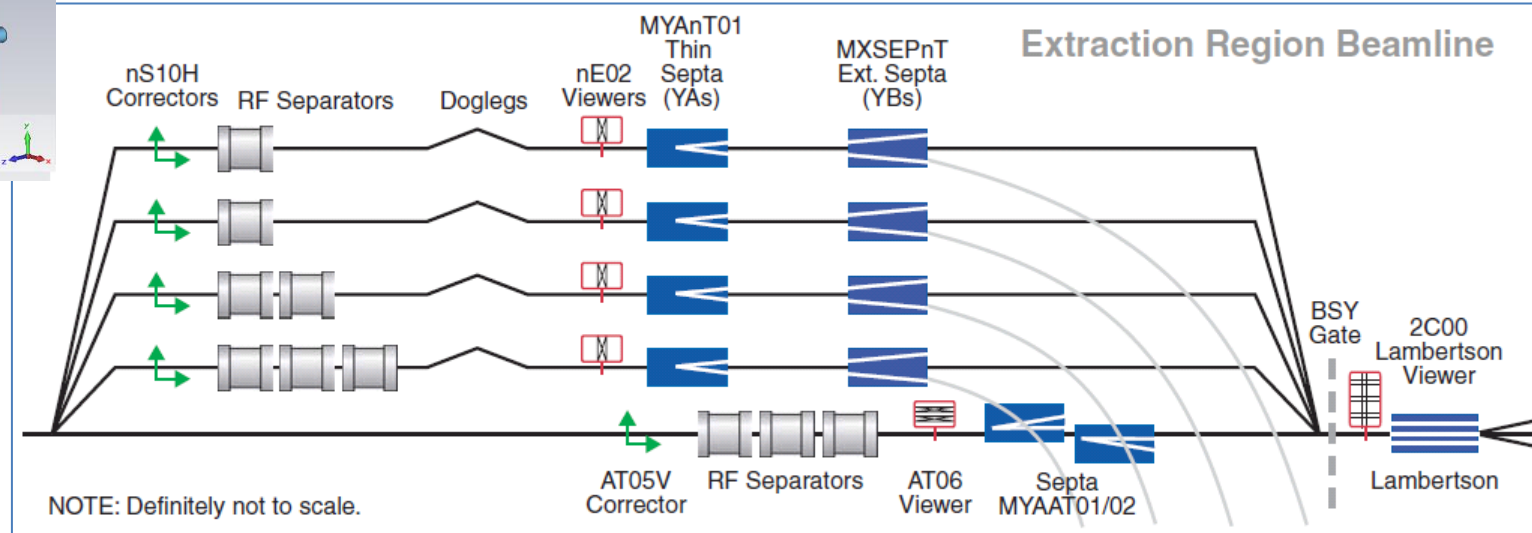 Extraction Region Beamline
nS10H
Correctors
RF Separators
Doglegs
nE02
Viewers
MYAnT01
Thin
Septa
(YAs)
MXSEPnT
Ext. Septa
(YBs)
BSY
Gate
2C00
Lambertson
Viewer
AT05V
Corrector
RF Separators
AT06
Viewer
Septa
MYAAT01/02
Lambertson
NOTE: Definitely not to scale.
y
z
x